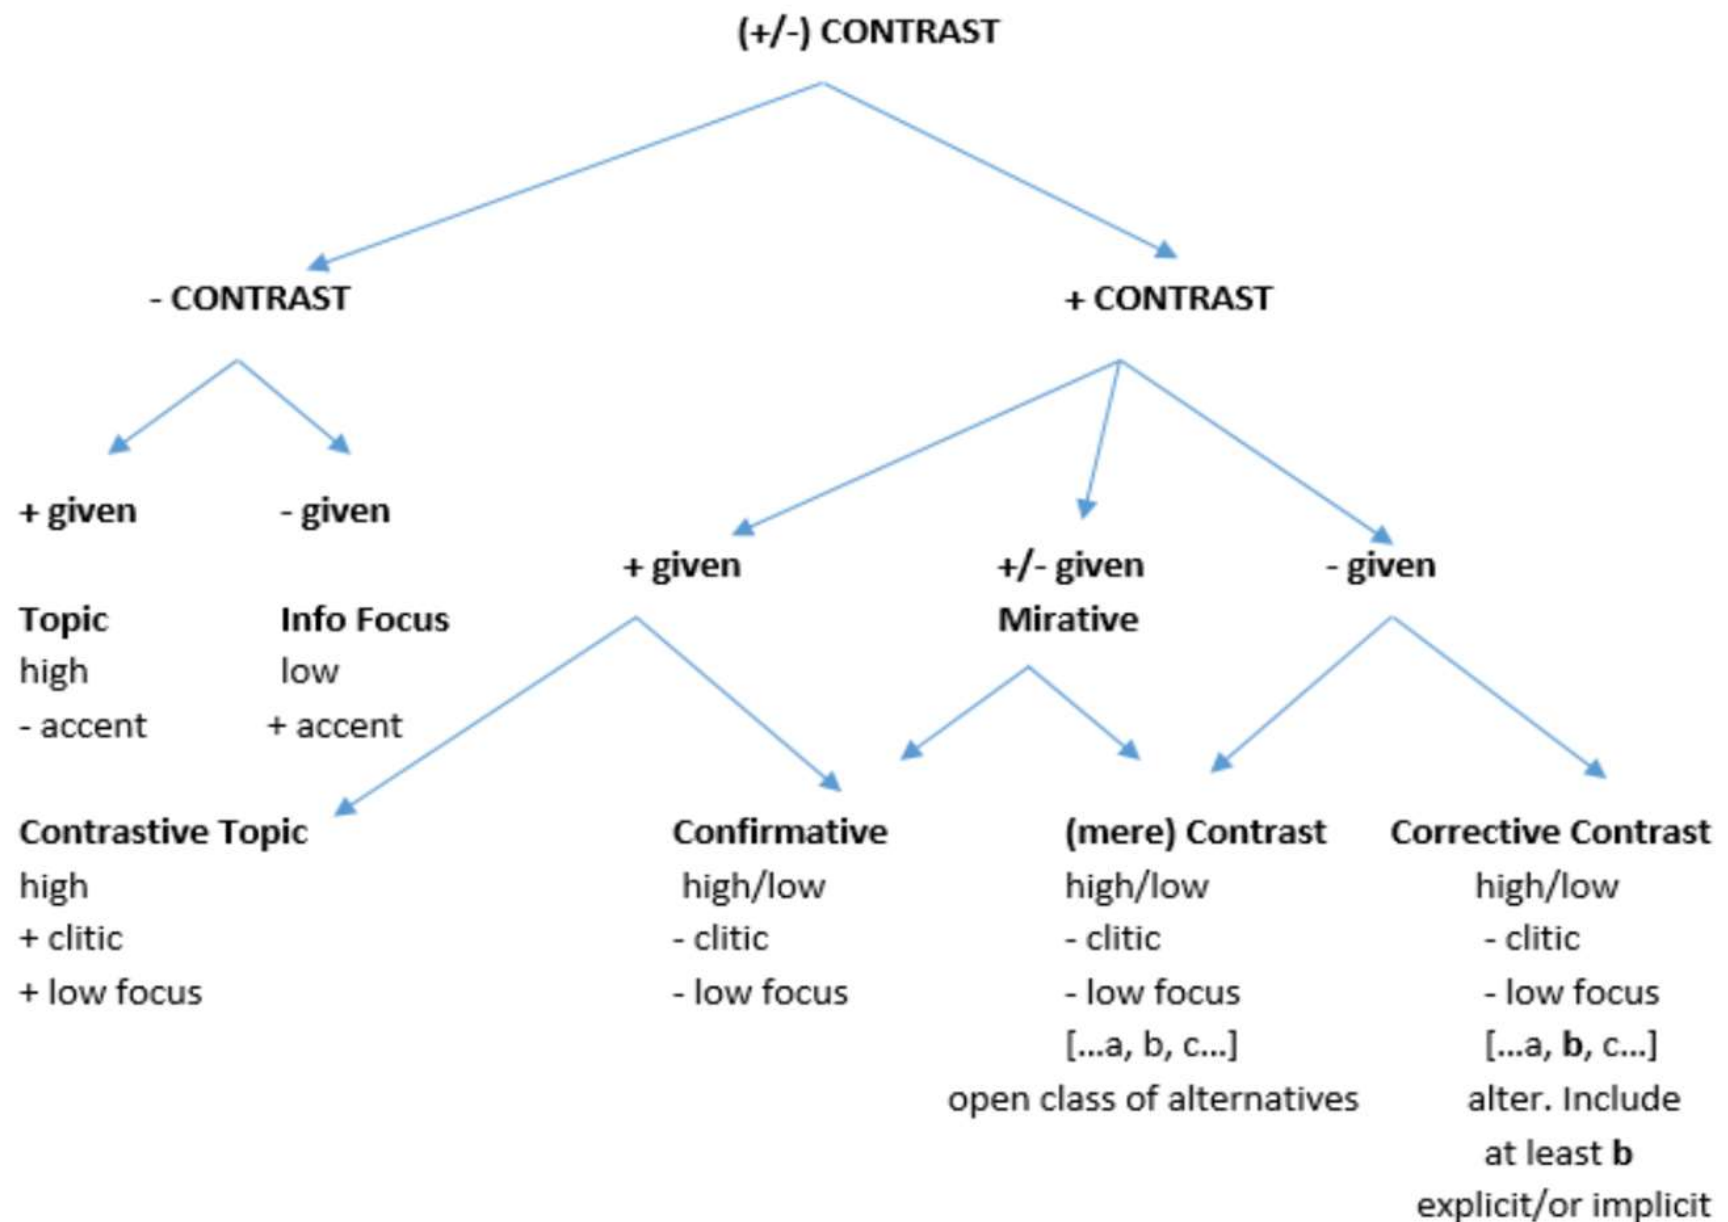 (+/-) CONTRAST
- CONTRAST
+ CONTRAST
+ given
- given
+ given
+/- given
- given
Topic
Info Focus
Mirative
high
low
- accent
+ accent
Contrastive Topic
Confirmative
(mere) Contrast
Corrective Contrast
high
high/low
high/low
high/low
+ clitic
- clitic
- clitic
- clitic
+ low focus
- low focus
- low focus
- low focus
[...a, b, c...]
[...a, b, c...]
open class of alternatives
alter. Include
at least b
explicit/or implicit